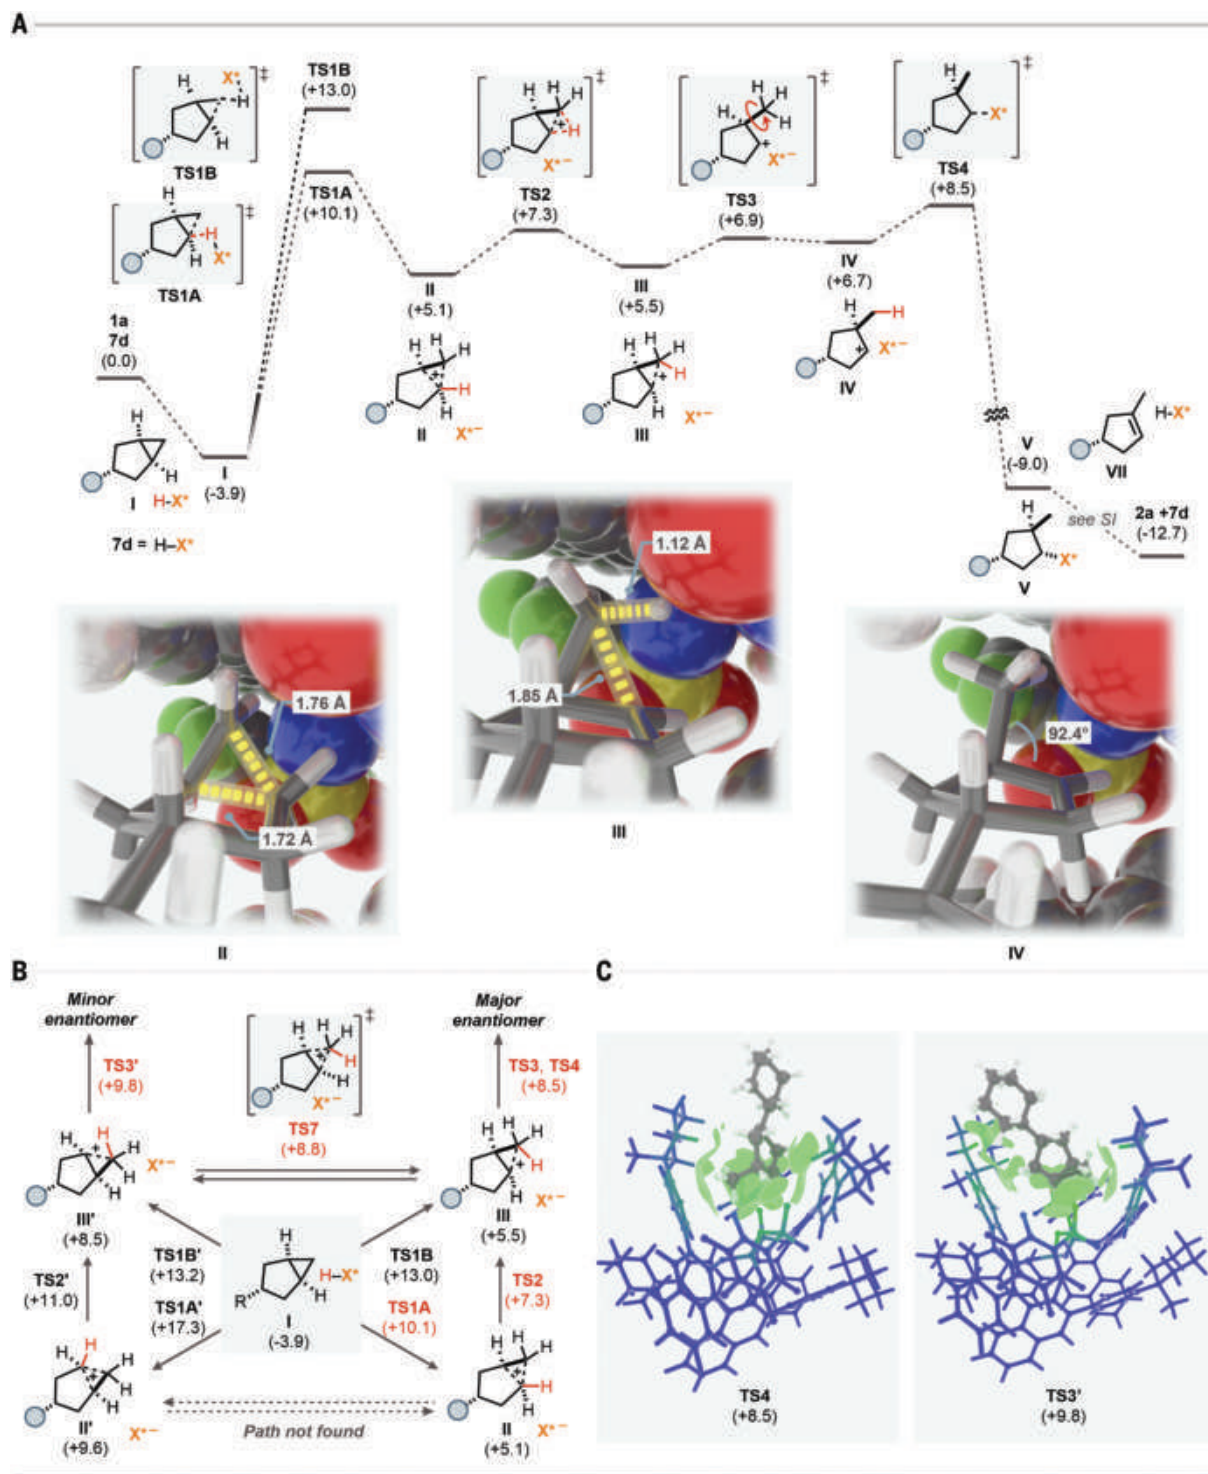 A
TS1B
(+13.0)
H
X*
H
H
‡
TS1B
TS1A
(+10.1)
H
H
H
X*
‡
TS1A
H
H
H
+
H
X*−
‡
TS2
(+7.3)
H
H
H
H
+
X*−
‡
TS3
(+6.9)
H
X*
‡
TS4
(+8.5)
1a
7d
(0.0)
H
H
I
H-X*
7d = H–X*
I
(-3.9)
II
(+5.1)
H
H
H
+
H
H
II
X*−
III
(+5.5)
H
H
H
+
H
H
III
X*−
IV
(+6.7)
H
H
+
X*−
IV
V
(-9.0)
H
X*
V
H-X*
VII
see SI
2a +7d
(-12.7)
1.76 Å
1.72 Å
II
1.12 Å
1.85 Å
III
92.4º
IV
B
Minor
enantiomer
Major
enantiomer
TS3'
(+9.8)
H
H
H
H
H
X*−
‡
TS7
(+8.8)
TS3, TS4
(+8.5)
H
H
H
+
H
H
X*−
III'
(+8.5)
H
H
H
+
H
H
X*−
III
(+5.5)
TS1B'
(+13.2)
TS1A'
(+17.3)
TS2'
(+11.0)
H
H–X*
H
R
I
(-3.9)
TS1B
(+13.0)
TS1A
(+10.1)
TS2
(+7.3)
H
H
H
+
H
H
X*−
II'
(+9.6)
Path not found
H
H
H
+
H
H
X*−
II
(+5.1)
C
TS4
(+8.5)
TS3'
(+9.8)